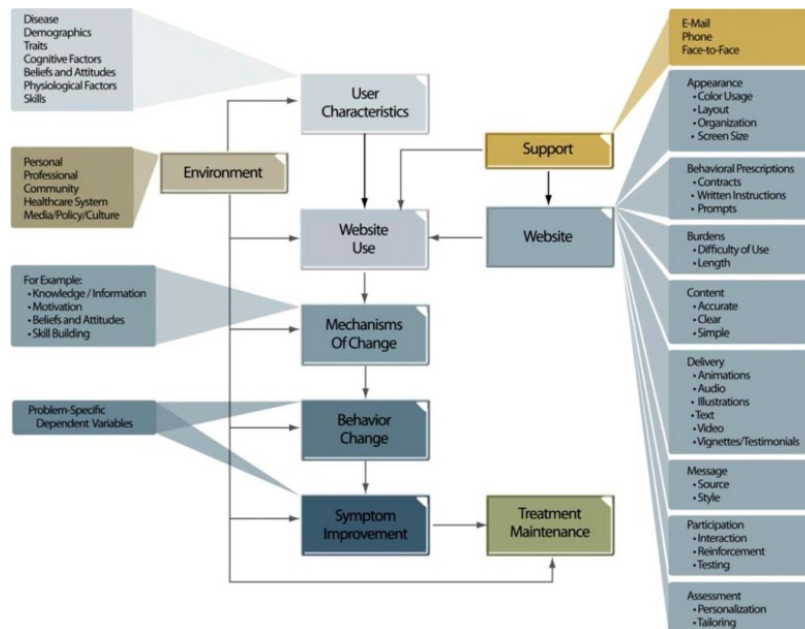 Disease
Demographics
Traits
Cognitive Factors
Beliefs and Attitudes
Physiological Factors
Skills
User
Characteristics
E-Mail
Phone
Face-to-Face
Personal
Professional
Community
Healthcare System
Media/Policy/Culture
Environment
Support
Website
Use
Website
Appearance
• Color Usage
• Layout
• Organization
• Screen Size
Behavioral Prescriptions
• Contracts
• Written Instructions
• Prompts
Burdens
• Difficulty of Use
• Length
Content
• Accurate
• Clear
• Simple
Delivery
• Animations
• Audio
• Illustrations
• Text
• Video
• Vignettes/Testimonials
Message
• Source
• Style
Participation
• Interaction
• Reinforcement
• Testing
Assessment
• Personalization
• Tailoring
For Example:
• Knowledge / Information
• Motivation
• Beliefs and Attitudes
• Skill Building
Mechanisms
Of Change
Problem-Specific
Dependent Variables
Behavior
Change
Symptom
Improvement
Treatment
Maintenance